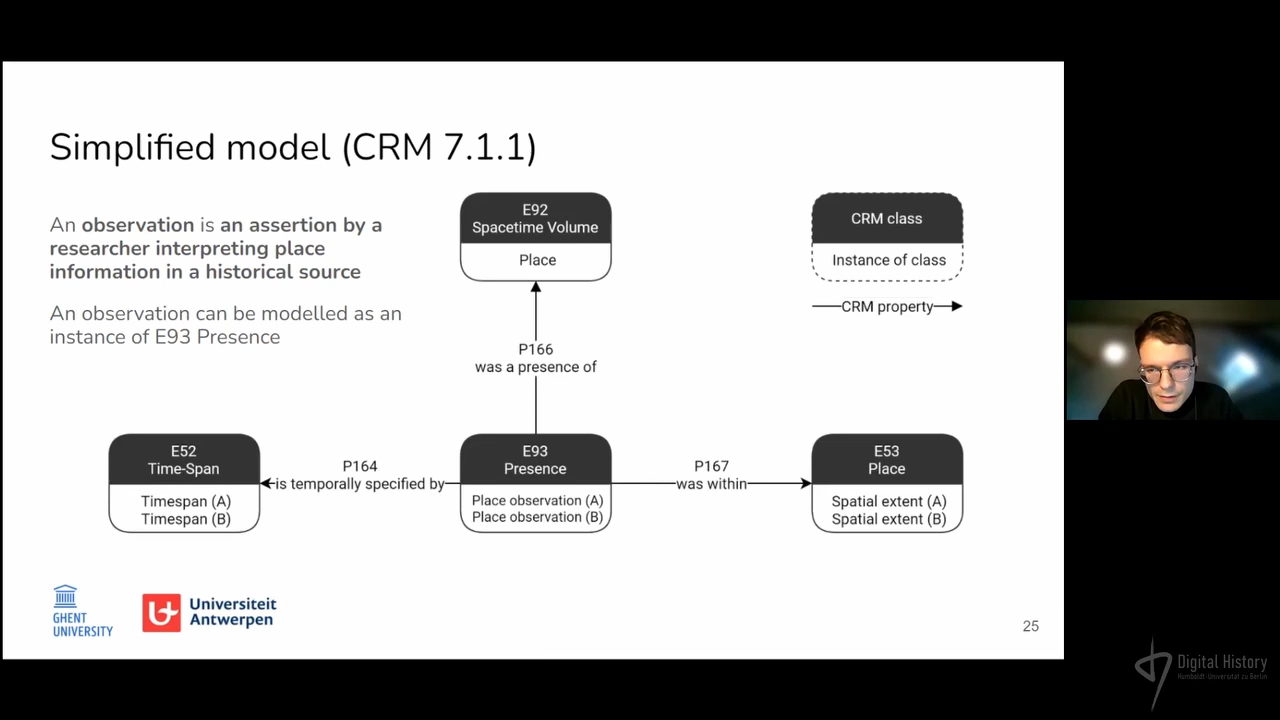 Simplified model (CRM 7.1.1)
An observation is an assertion by a
researcher interpreting place
information in a historical source
An observation can be modelled as an
instance of E93 Presence
E92
Spacetime Volume
Place
CRM class
Instance of class
CRM property
P166
was a presence of
E52
Time-Span
Timespan (A)
Timespan (B)
P164
is temporally specified by
E93
Presence
Place observation (A)
Place observation (B)
P167
was within
E53
Place
Spatial extent (A)
Spatial extent (B)
GHENT
UNIVERSITY
Universiteit
Antwerpen
25
Digital History
Humboldt-Universität zu Berlin